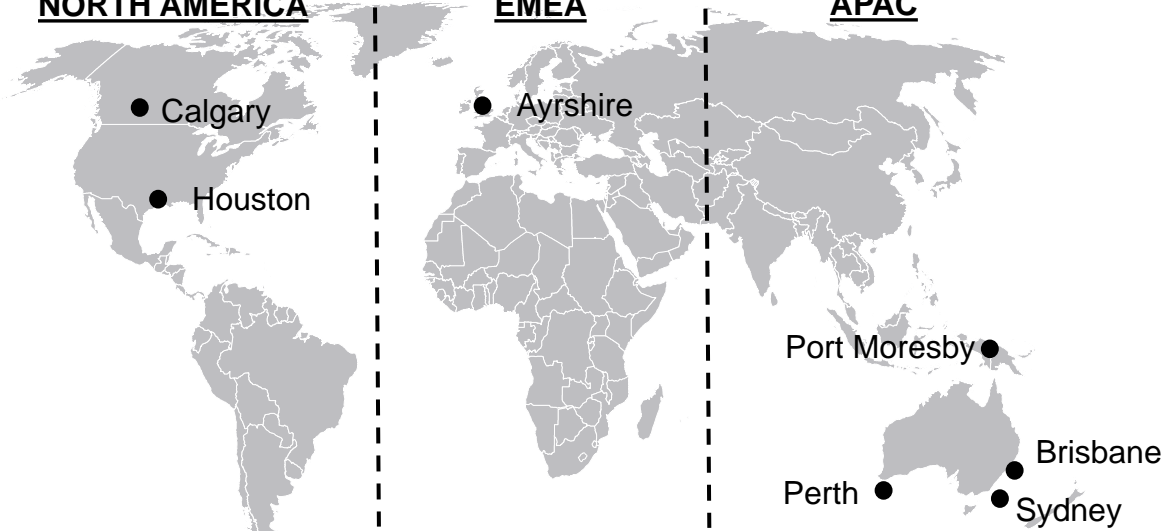 NORTH AMERICA
EMEA
APAC
Calgary
Ayrshire
Houston
Port Moresby
Brisbane
Perth
Sydney